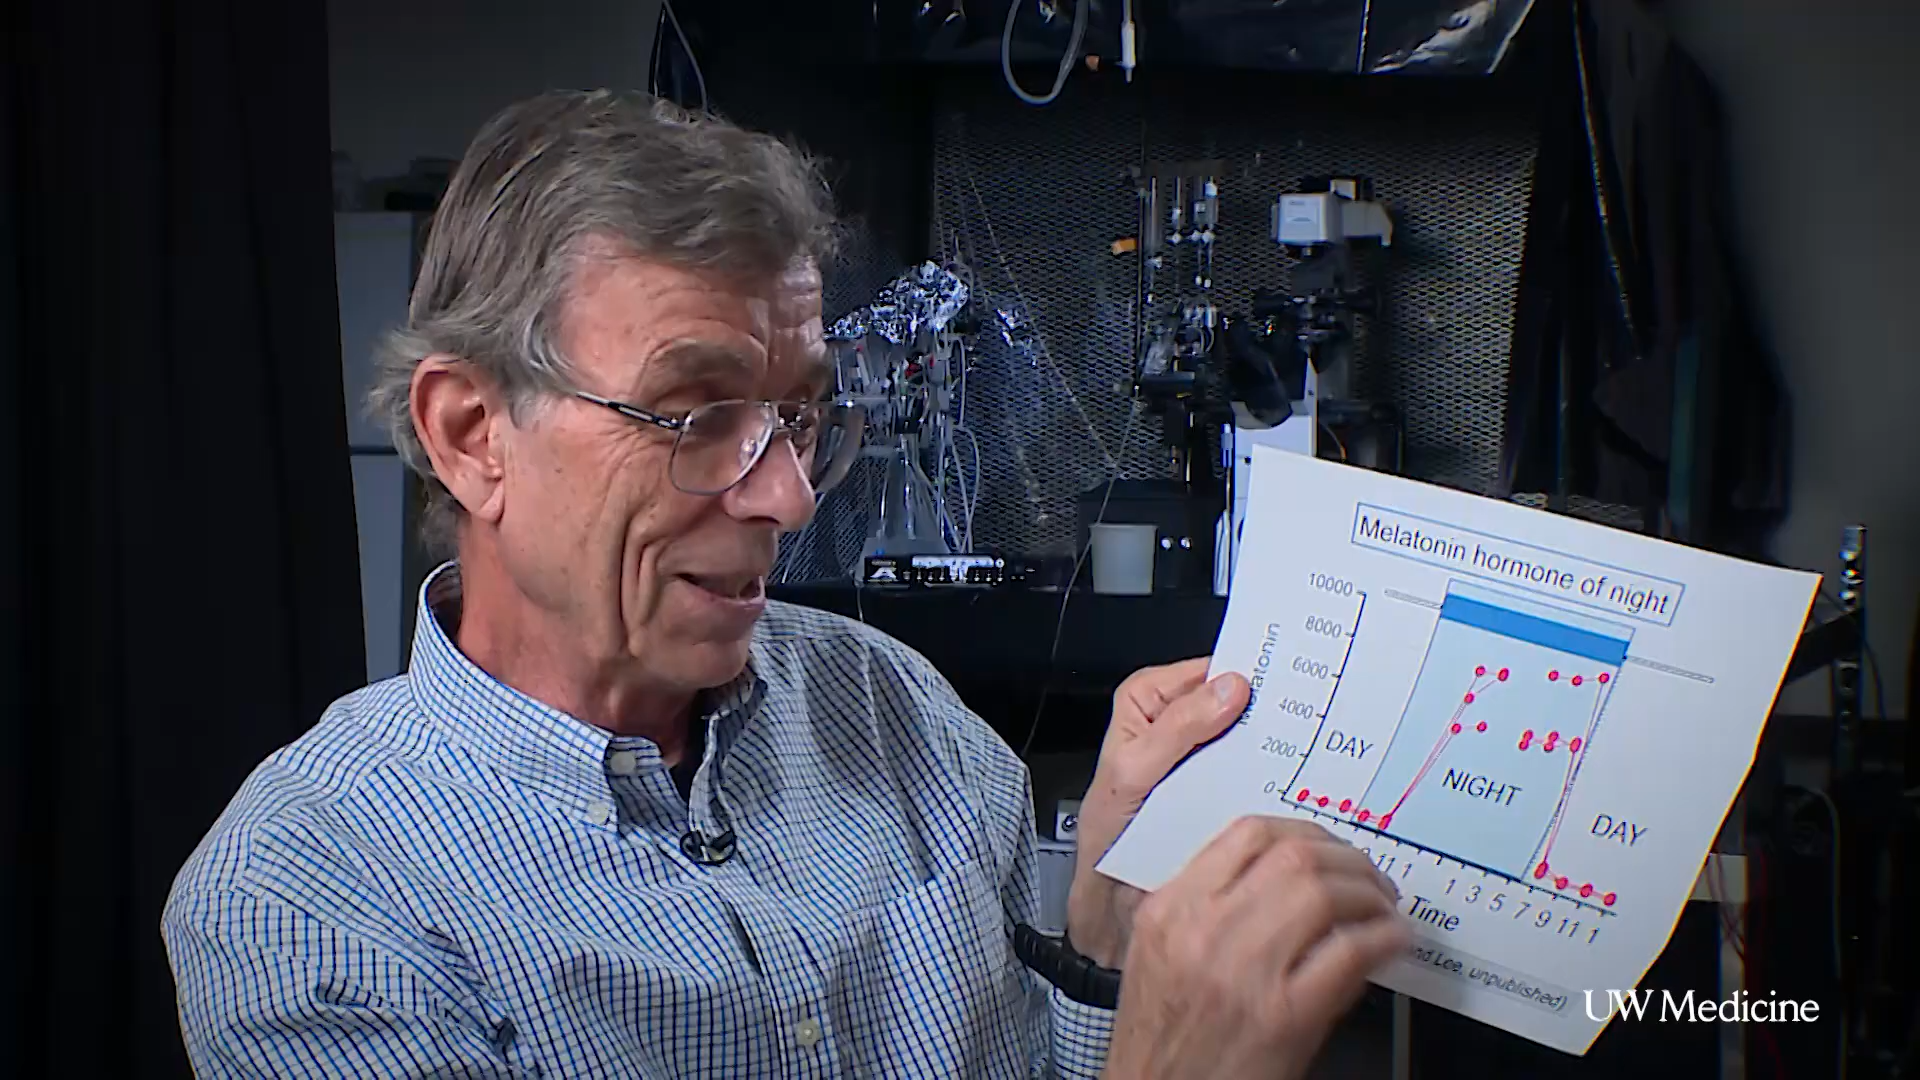 Melatonin hormone of night
10000
8000
6000
4000
2000
0
DAY
NIGHT
DAY
11 1 1 3 5 7 9 11 1
Time
Lee, unpublished)
UW Medicine